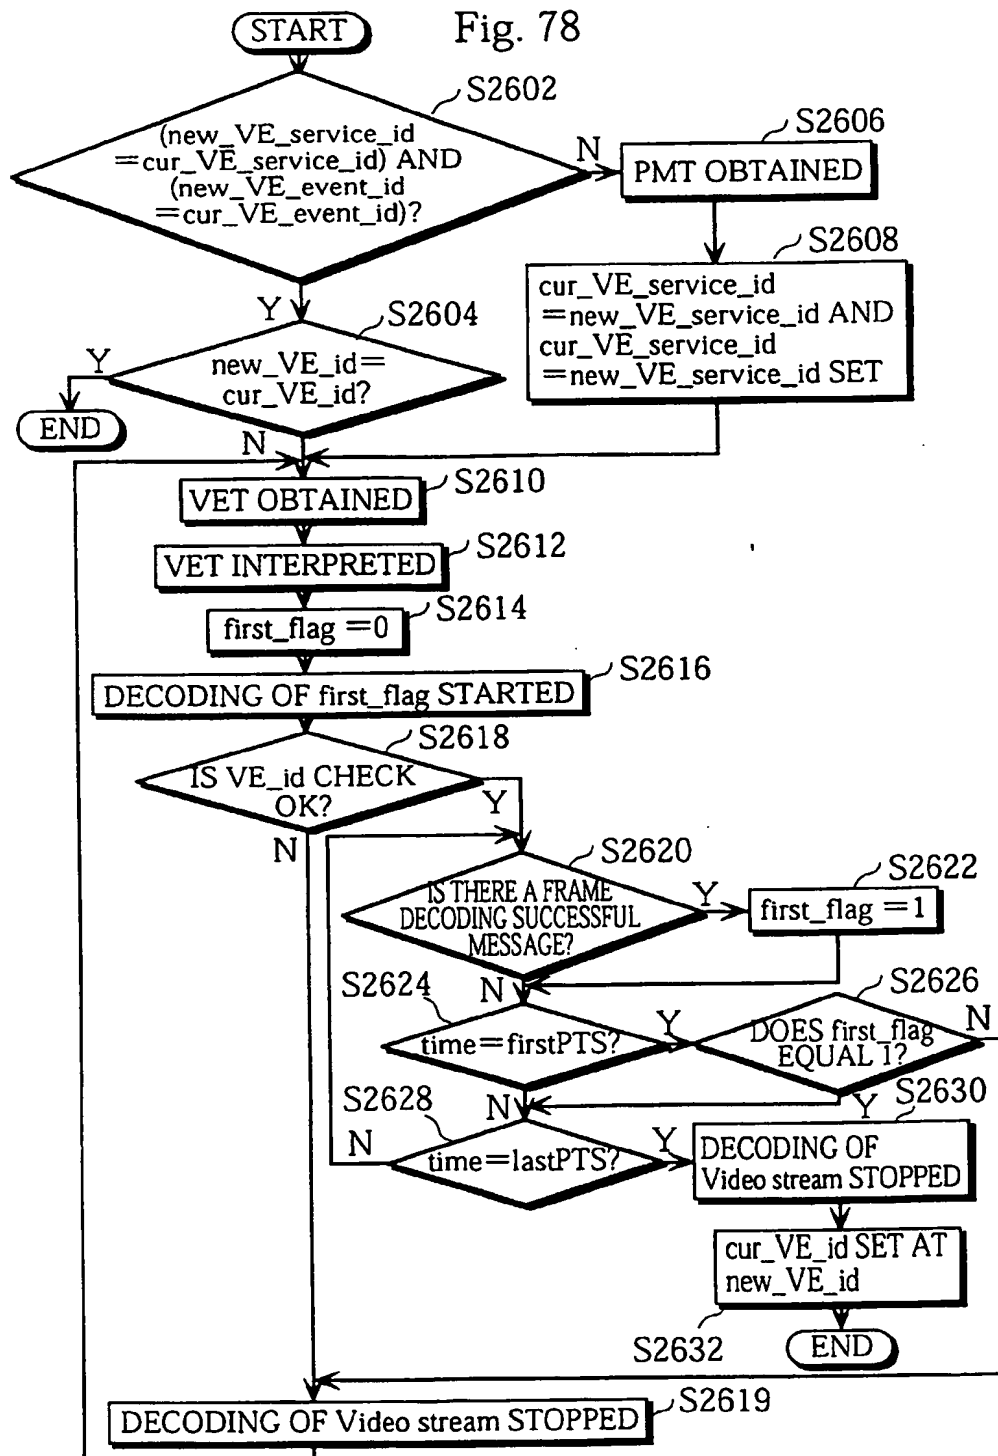 START
Fig. 78
S2602
(new_VE_service_id
=cur_VE_service_id) AND
(new_VE_event_id
=cur_VE_event_id)?
N
S2606
PMT OBTAINED
S2608
cur_VE_service_id
=new_VE_service_id AND
cur_VE_service_id
=new_VE_service_id SET
Y
S2604
Y
new_VE_id=
cur_VE_id?
END
N
VET OBTAINED
S2610
VET INTERPRETED
S2612
first_flag=0
S2614
DECODING OF first_flag STARTED
S2616
S2618
IS VE_id CHECK
OK?
Y
N
S2620
IS THERE A FRAME
DECODING SUCCESSFUL
MESSAGE?
Y
S2622
first_flag=1
N
S2624
time=firstPTS?
Y
S2626
DOES first_flag
EQUAL 1?
N
N
Y
S2628
time=lastPTS?
N
Y
S2630
DECODING OF
Video stream STOPPED
cur_VE_id SET AT
new_VE_id
S2632
END
S2619
DECODING OF Video stream STOPPED